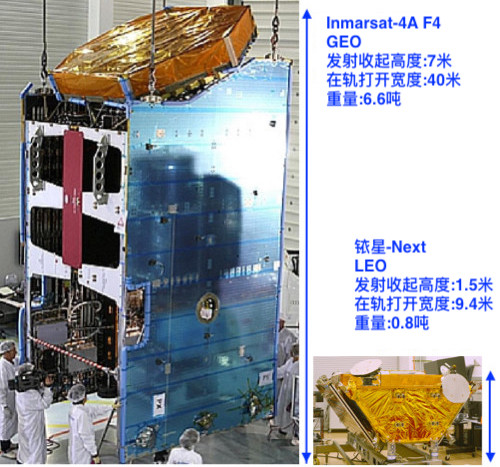 Inmarsat-4A F4
GEO
发射收起高度:7米
在轨打开宽度:40米
重量:6.6吨
铱星-Next
LEO
发射收起高度:1.5米
在轨打开宽度:9.4米
重量:0.8吨